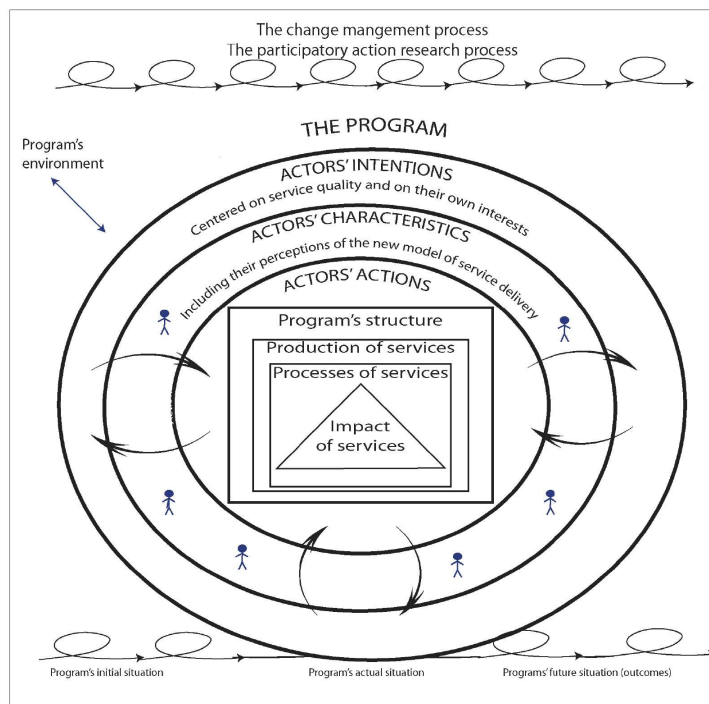 The change mangement process
The participatory action research process
THE PROGRAM
Program's
environment
ACTORS' INTENTIONS
Centered on service quality and on their own interests
ACTORS' CHARACTERISTICS
Including their perceptions of the new model of service delivery
ACTORS' ACTIONS
Program's structure
Production of services
Processes of services
Impact
of services
Program's initial situation
Program's actual situation
Programs' future situation (outcomes)